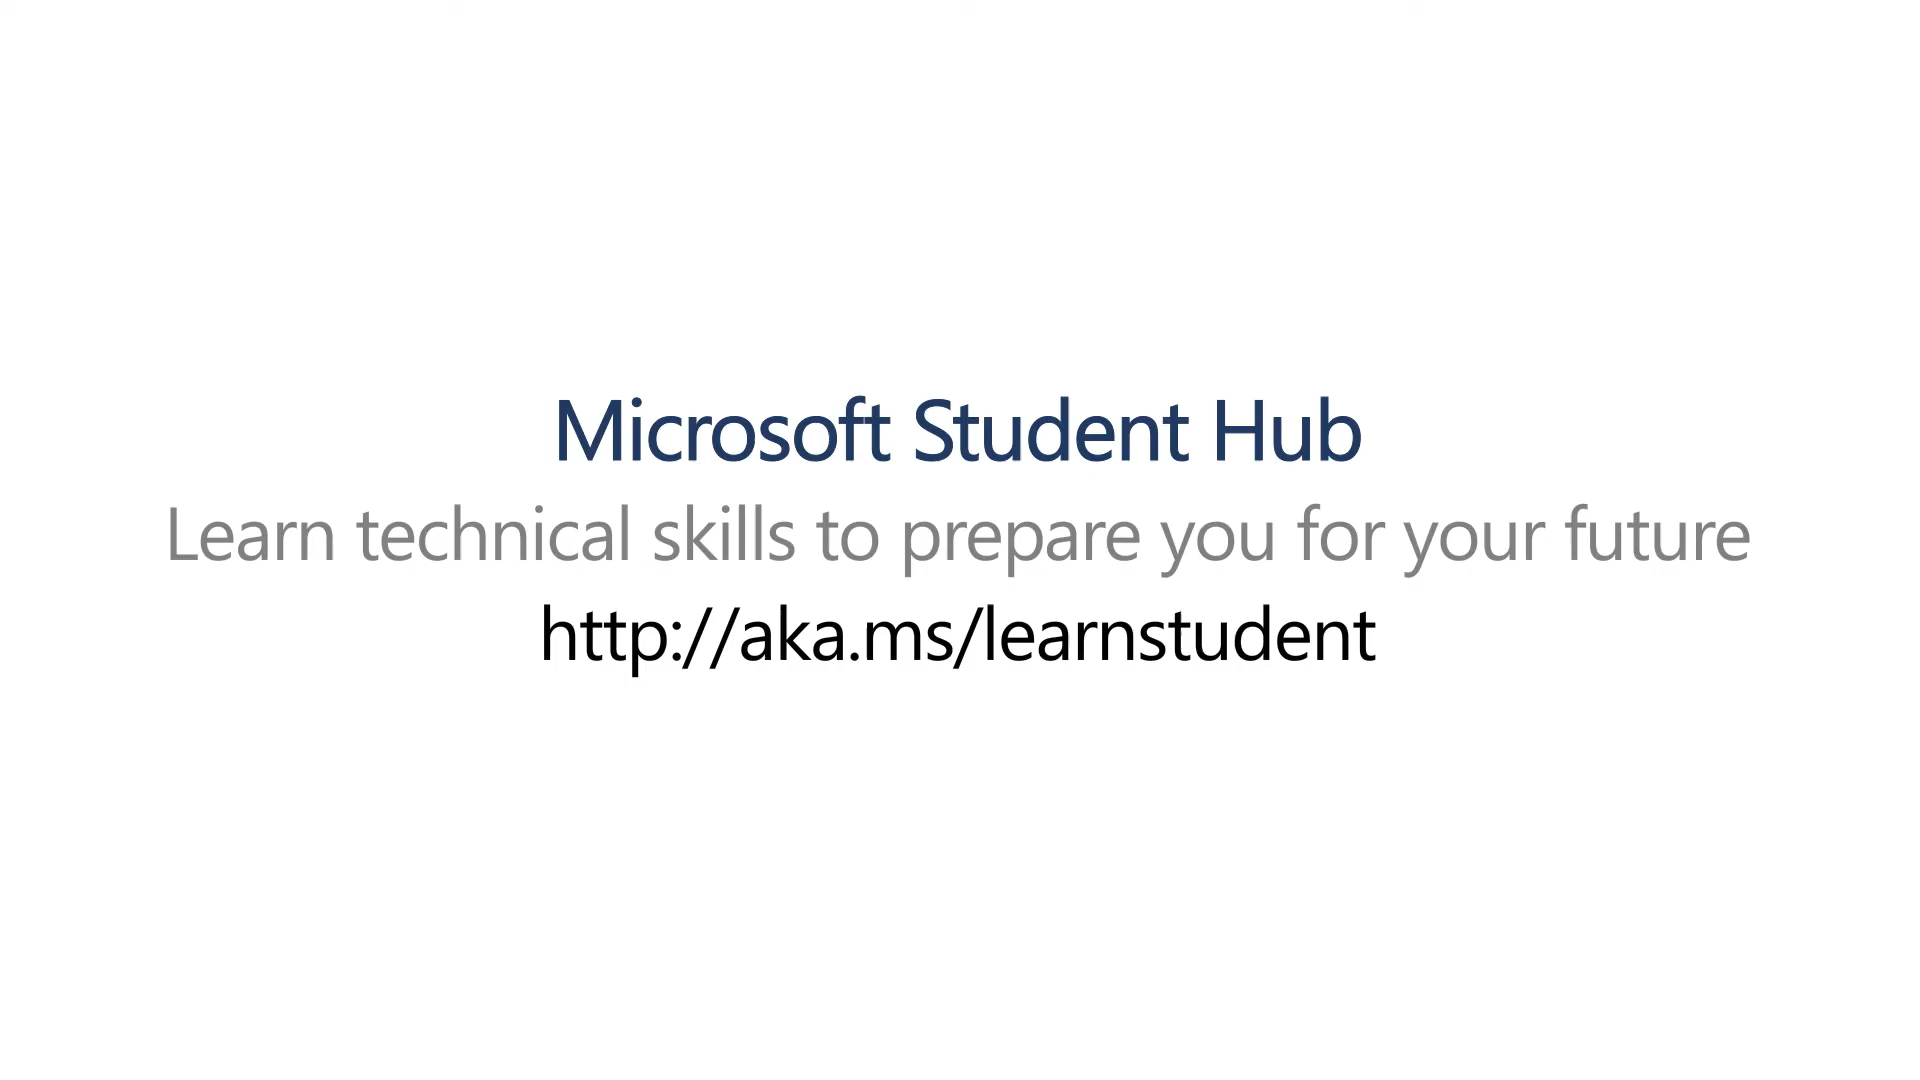 Microsoft Student Hub
Learn technical skills to prepare you for your future
http://aka.ms/learnstudent